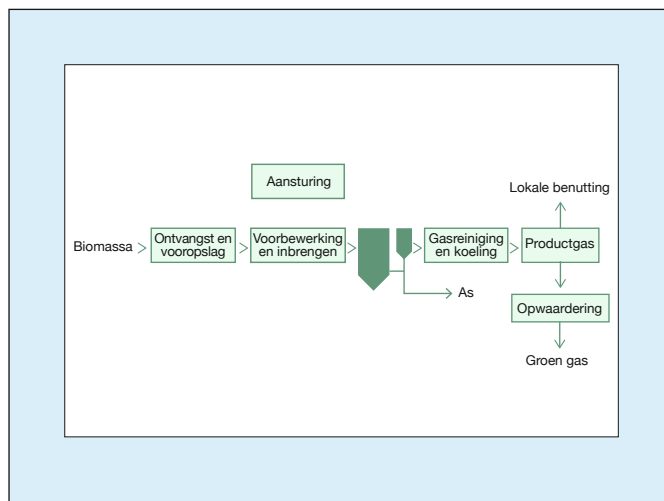 Aansturing
Lokale benutting
Biomassa
Ontvangst en
vooropslag
Voorbewerking
en inbrengen
Gasreiniging
en koeling
Productgas
As
Opwaardering
Groen gas